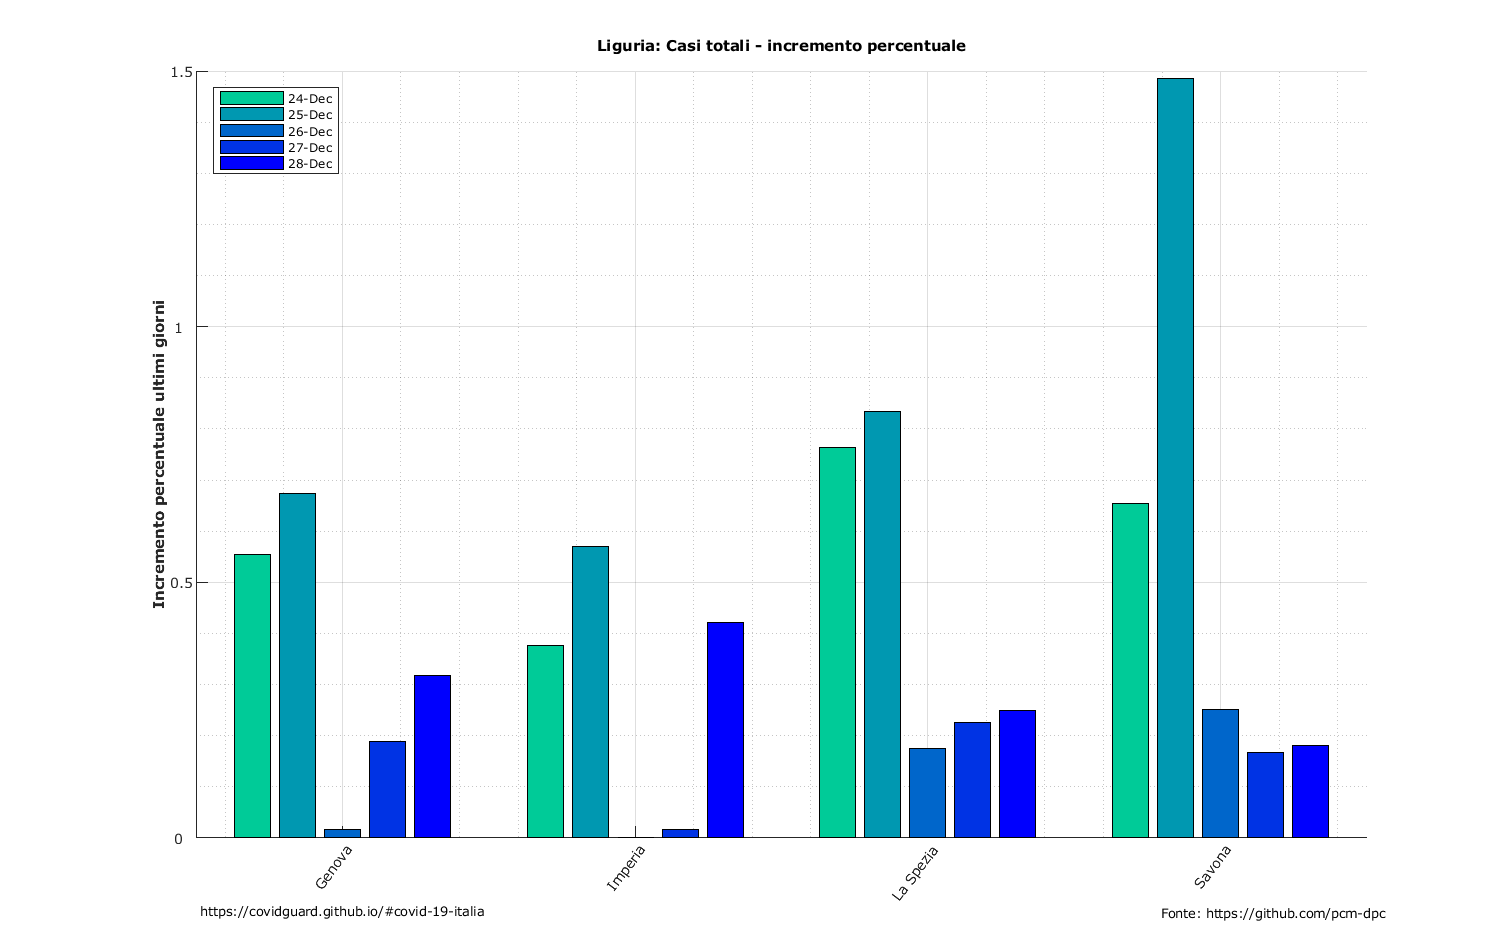 Liguria: Casi totali - incremento percentuale
24-Dec
25-Dec
26-Dec
27-Dec
28-Dec
Incremento percentuale ultimi giorni
1.5
1
0.5
0
Genova
Imperia
La Spezia
Savona
https://covidguard.github.io/#covid-19-italia
Fonte: https://github.com/pcm-dpc